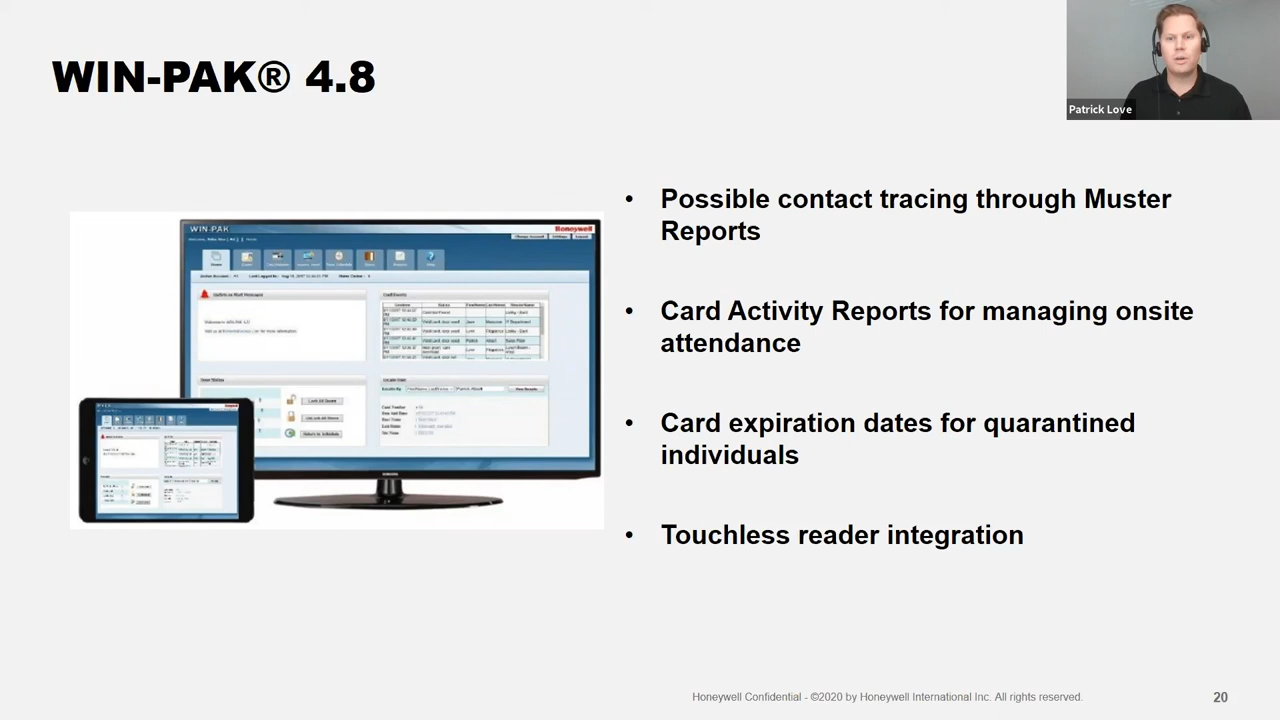 WIN-PAK® 4.8
Patrick Love
• Possible contact tracing through Muster
Reports
• Card Activity Reports for managing onsite
attendance
• Card expiration dates for quarantined
individuals
• Touchless reader integration
WIN-PAK
Honeywell
Honeywell Confidential - ©2020 by Honeywell International Inc. All rights reserved.
20